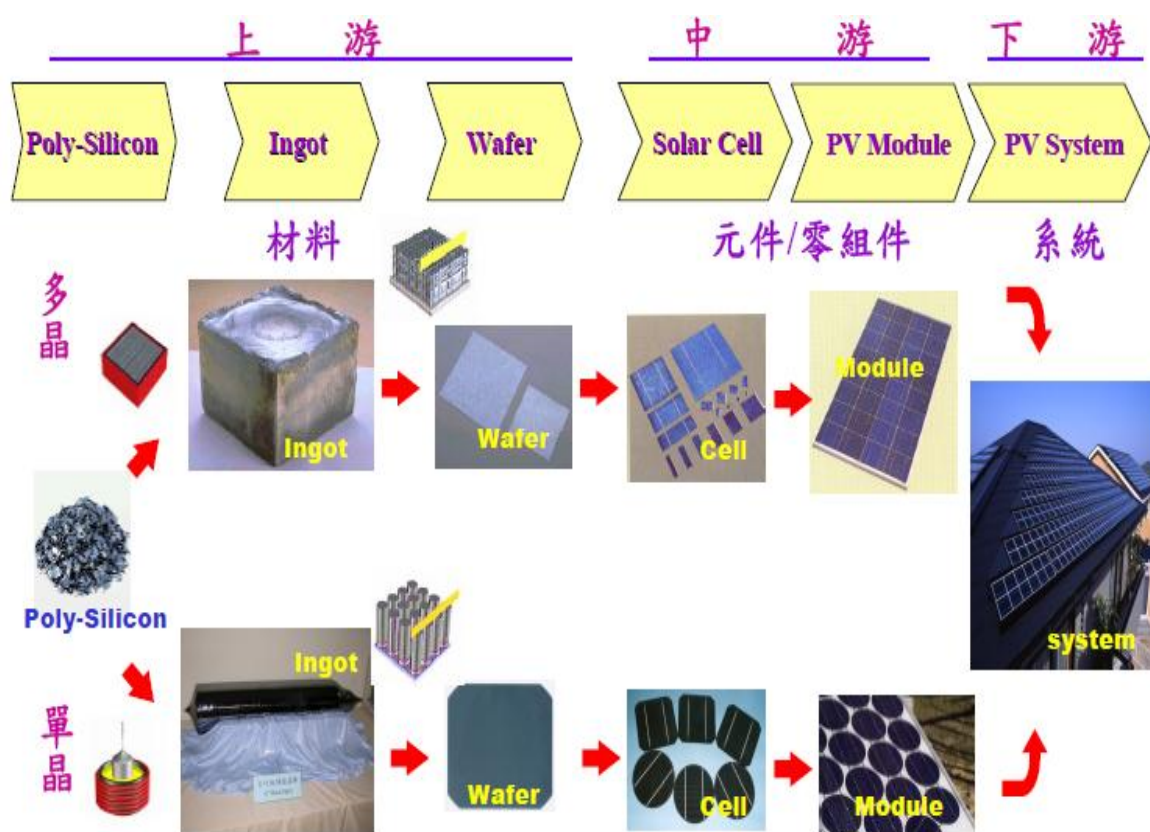 上游
中游
下游
Poly-Silicon
Ingot
Wafer
Solar Cell
PV Module
PV System
材料
元件/零組件
系統
多晶
Ingot
Wafer
Cell
Module
Poly-Silicon
system
單晶
Ingot
Wafer
Cell
Module